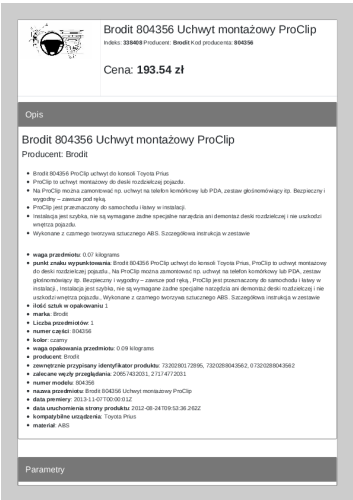 Brodit 804356 Uchwyt montażowy ProClip
Indeks: 338408 Producent: Brodit Kod producenta: 804356
Cena: 193.54 zł
Opis
Brodit 804356 Uchwyt montażowy ProClip
Producent: Brodit
Brodit 804356 ProClip uchwyt do konsoli Toyota Prius
ProClip to uchwyt montażowy do deski rozdzielczej pojazdu.
Na ProClip można zamontować np. uchwyt na telefon komórkowy lub PDA, zestaw głośnomówiący itp. Bezpieczny i
wygodny – zawsze pod ręką.
ProClip jest przeznaczony do samochodu i łatwy w instalacji.
Instalacja jest szybka, nie są wymagane żadne specjalne narzędzia ani demontaż deski rozdzielczej i nie uszkodzi
wnętrza pojazdu.
Wykonane z czarnego tworzywa sztucznego ABS. Szczegółowa instrukcja w zestawie
waga przedmiotu: 0.07 kilograms
punkt znaku wypunktowania: Brodit 804356 ProClip uchwyt do konsoli Toyota Prius, ProClip to uchwyt montażowy
do deski rozdzielczej pojazdu., Na ProClip można zamontować np. uchwyt na telefon komórkowy lub PDA, zestaw
głośnomówiący itp. Bezpieczny i wygodny – zawsze pod ręką., ProClip jest przeznaczony do samochodu i łatwy w
instalacji., Instalacja jest szybka, nie są wymagane żadne specjalne narzędzia ani demontaż deski rozdzielczej i nie
uszkodzi wnętrza pojazdu., Wykonane z czarnego tworzywa sztucznego ABS. Szczegółowa instrukcja w zestawie
ilość sztuk w opakowaniu: 1
marka: Brodit
Liczba przedmiotów: 1
numer części: 804356
kolor: czarny
waga opakowania przedmiotu: 0.09 kilograms
producent: Brodit
zewnętrznie przypisany identyfikator produktu: 7320280172895, 7320288043562, 07320288043562
zalecane węzły przeglądania: 20657432031, 27174772031
numer modelu: 804356
nazwa przedmiotu: Brodit 804356 Uchwyt montażowy ProClip
data premiery: 2013-11-07T00:00:01Z
data uruchomienia strony produktu: 2012-08-24T09:53:36.262Z
kompatybilne urządzenia: Toyota Prius
materiał: ABS
Parametry